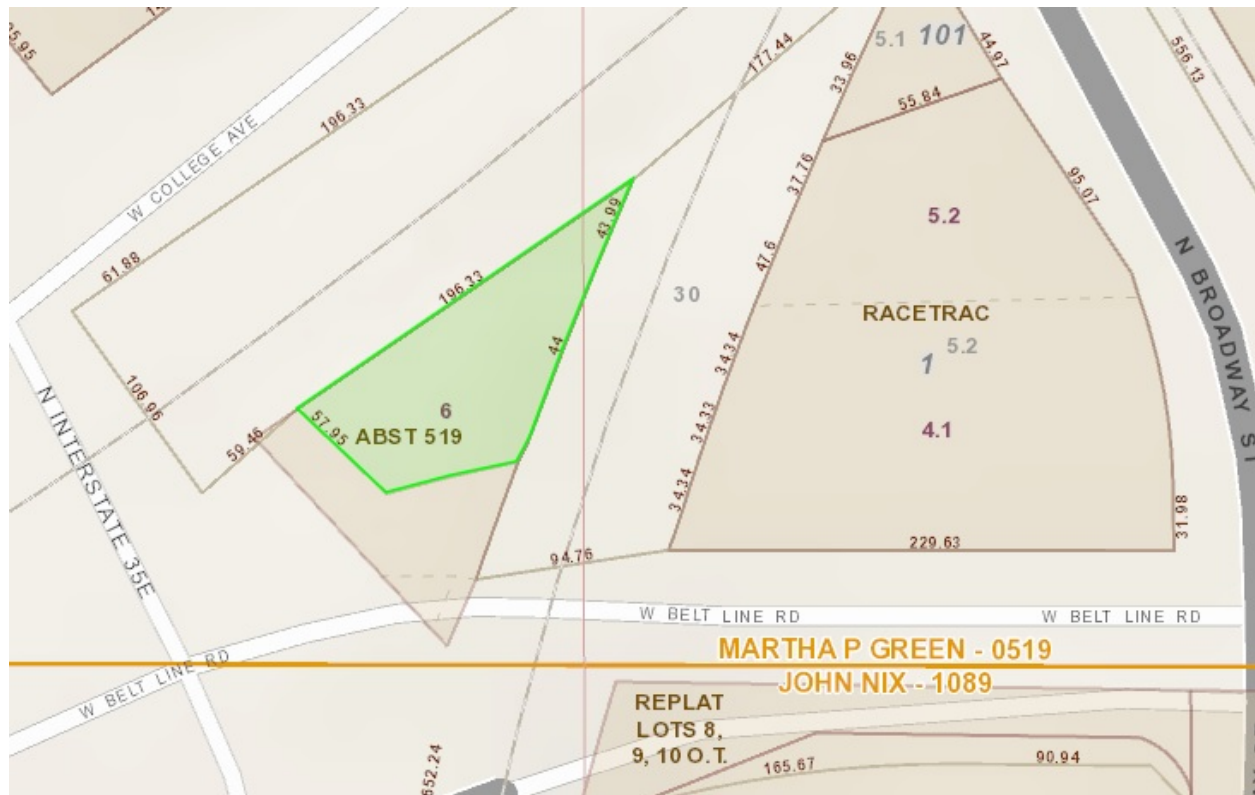 5.1 101
44.97
556.13
177.44
33.96
55.84
196.33
W COLLEGE AVE
37.76
95.07
43.99
5.2
61.88
47.6
196.33
30
N BROADWAY ST
RACETRAC
44
34.34
1 5.2
106.96
N INTERSTATE 35E
6
57.95
ABST 519
59.46
34.33
4.1
34.34
31.98
229.63
94.76
W BELT LINE RD
W BELT LINE RD
MARTHA P GREEN - 0519
W BELT LINE RD
JOHN NIX - 1089
REPLAT
LOTS 8,
9, 10 O.T.
552.24
165.67
90.94